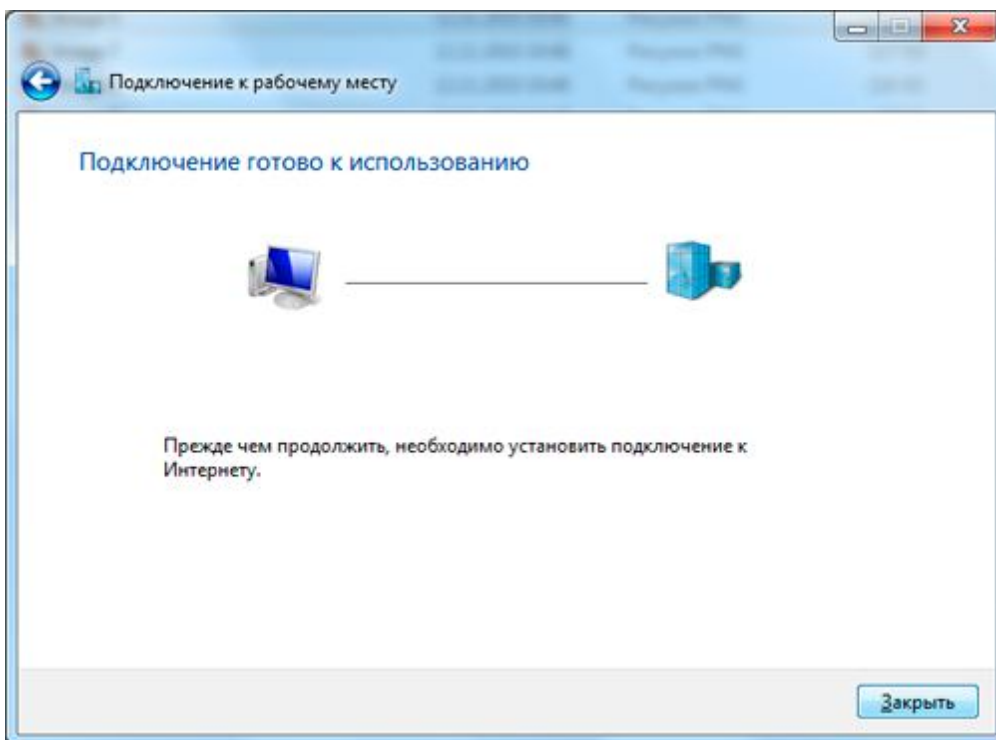 Подключение к рабочему месту
Подключение готово к использованию
Прежде чем продолжить, необходимо установить подключение к
Интернету.
Закрыть